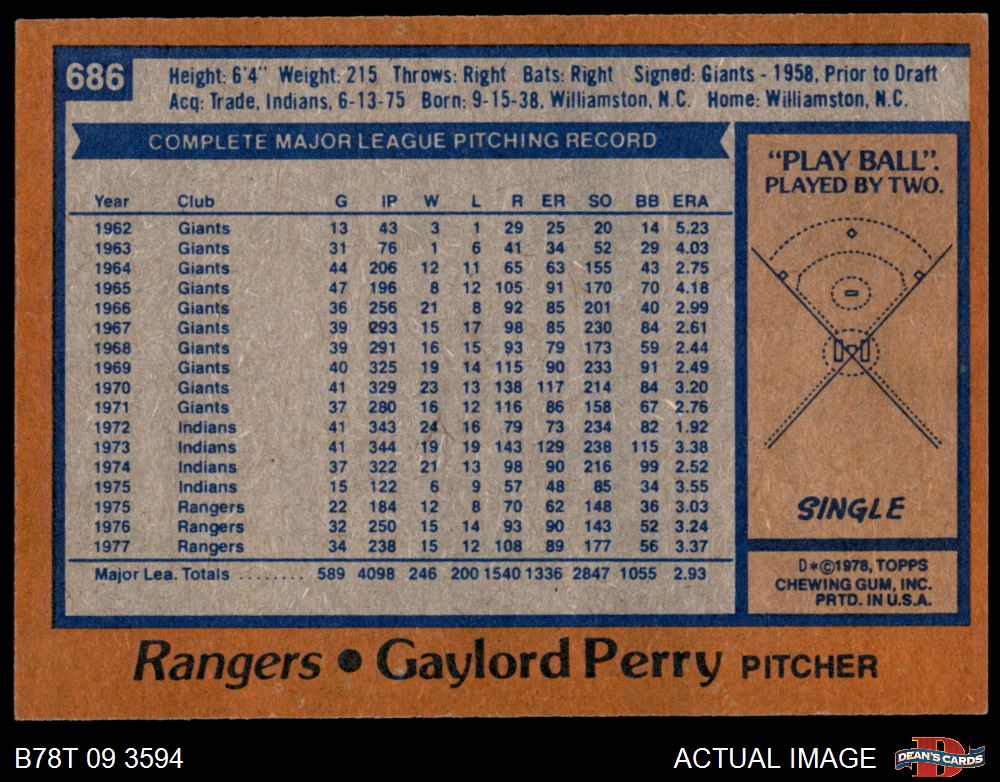 686
Height: 6'4" Weight: 215 Throws: Right Bats: Right Signed: Giants - 1958, Prior to Draft
Acq: Trade, Indians, 6-13-75 Born: 9-15-38, Williamston, N.C. Home: Williamston, N.C.
COMPLETE MAJOR LEAGUE PITCHING RECORD
Year Club G IP W L R ER SO BB ERA
1962 Giants 13 43 3 1 29 25 20 14 5.23
1963 Giants 31 76 1 6 41 34 52 29 4.03
1964 Giants 44 206 12 11 65 63 155 43 2.75
1965 Giants 47 196 8 12 105 91 170 70 4.18
1966 Giants 36 256 21 8 92 85 201 40 2.99
1967 Giants 39 293 15 17 98 85 230 84 2.61
1968 Giants 39 291 16 15 93 79 173 59 2.44
1969 Giants 40 325 19 14 115 90 233 91 2.49
1970 Giants 41 329 23 13 138 117 214 84 3.20
1971 Giants 37 280 16 12 116 86 158 67 2.76
1972 Indians 41 343 24 16 79 73 234 82 1.92
1973 Indians 41 344 19 19 143 129 238 115 3.38
1974 Indians 37 322 21 13 98 90 216 99 2.52
1975 Indians 15 122 6 9 57 48 85 34 3.55
1975 Rangers 22 184 12 8 70 62 148 36 3.03
1976 Rangers 32 250 15 14 93 90 143 52 3.24
1977 Rangers 34 238 15 12 108 89 177 56 3.37
Major Lea. Totals ........ 589 4098 246 200 1540 1336 2847 1055 2.93
"PLAY BALL".
PLAYED BY TWO.
SINGLE
D*©1978, TOPPS
CHEWING GUM, INC.
PRTD. IN U.S.A.
Rangers • Gaylord Perry PITCHER
B78T 09 3594
ACTUAL IMAGE
DEAN'S CARDS